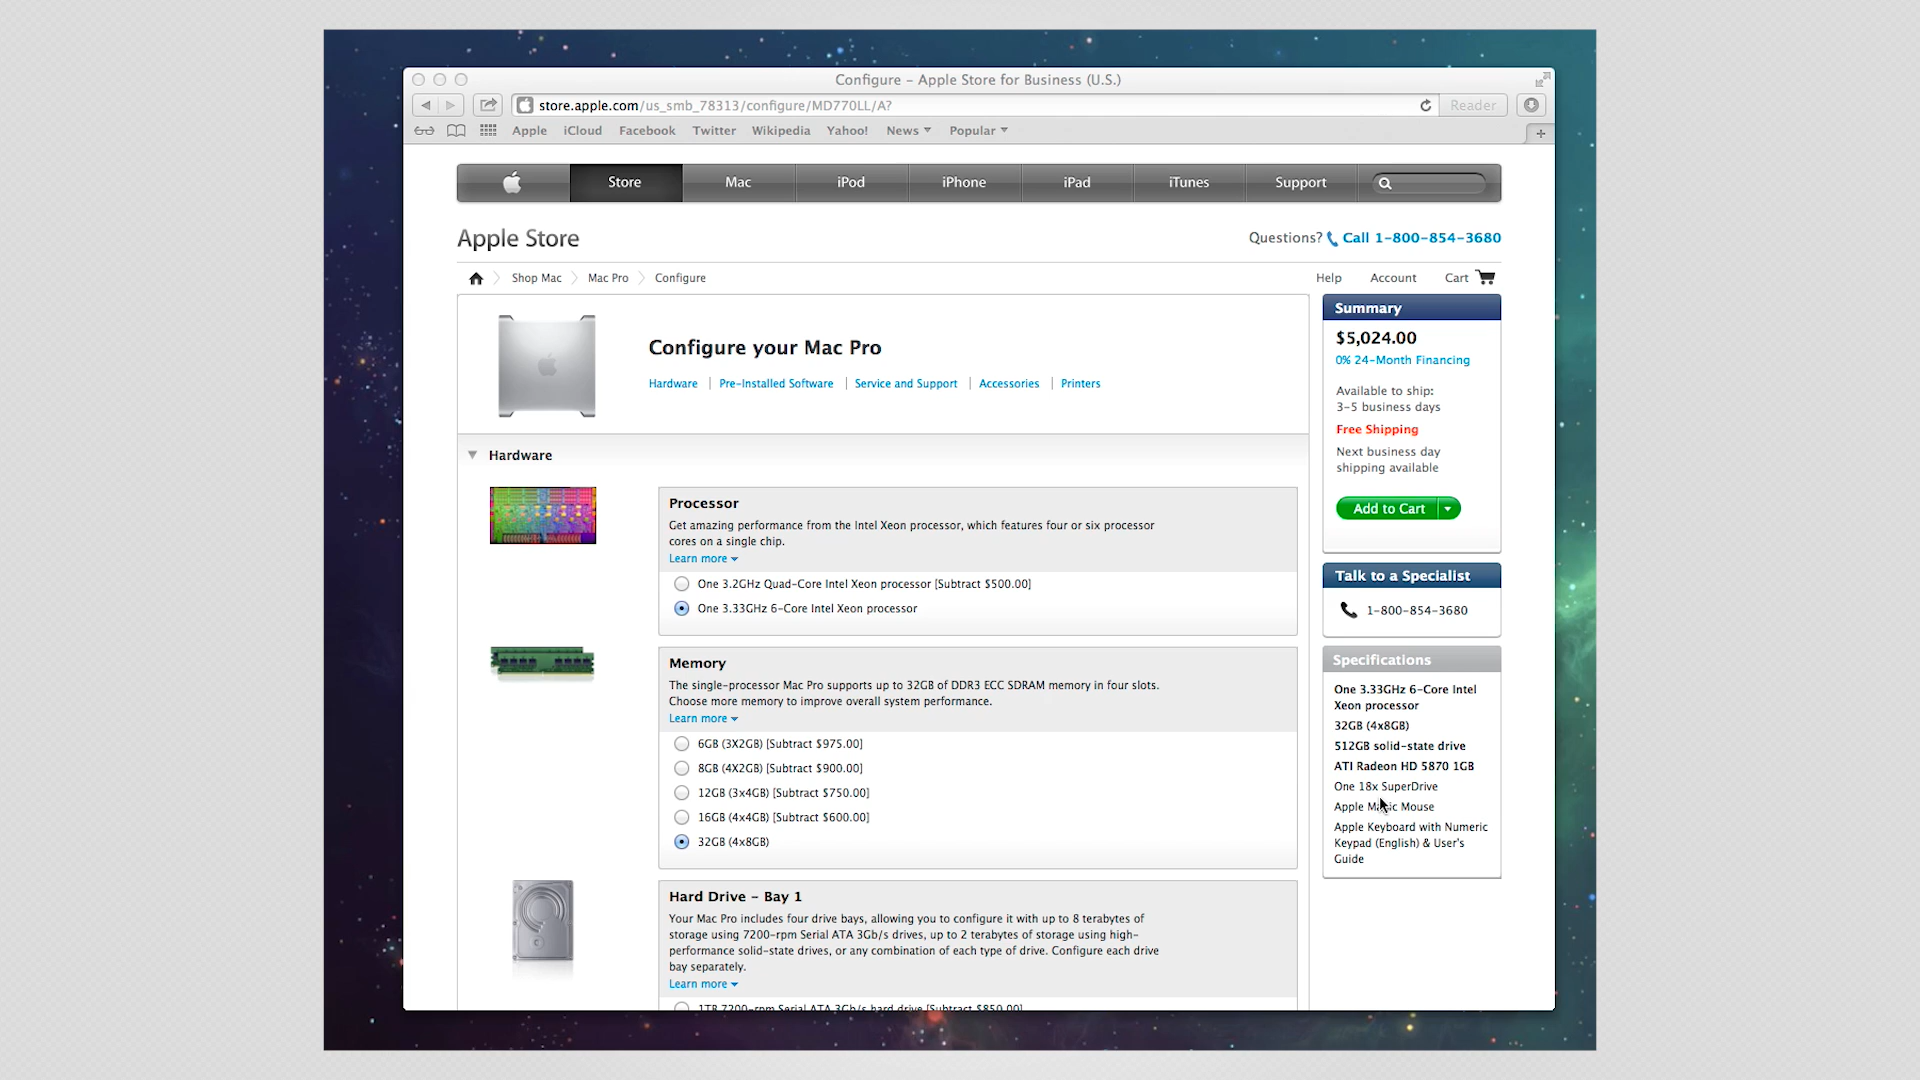 Configure – Apple Store for Business (U.S.)
store.apple.com/us_smb_78313/configure/MD770LL/A?
Reader
Apple iCloud Facebook Twitter Wikipedia Yahoo! News Popular
Store Mac iPod iPhone iPad iTunes Support
Apple Store
Questions? Call 1-800-854-3680
Shop Mac Mac Pro Configure
Help Account Cart
Configure your Mac Pro
Hardware | Pre-Installed Software | Service and Support | Accessories | Printers
Hardware
Processor
Get amazing performance from the Intel Xeon processor, which features four or six processor
cores on a single chip.
Learn more
One 3.2GHz Quad-Core Intel Xeon processor [Subtract $500.00]
One 3.33GHz 6-Core Intel Xeon processor
Memory
The single-processor Mac Pro supports up to 32GB of DDR3 ECC SDRAM memory in four slots.
Choose more memory to improve overall system performance.
Learn more
6GB (3X2GB) [Subtract $975.00]
8GB (4X2GB) [Subtract $900.00]
12GB (3x4GB) [Subtract $750.00]
16GB (4x4GB) [Subtract $600.00]
32GB (4x8GB)
Hard Drive – Bay 1
Your Mac Pro includes four drive bays, allowing you to configure it with up to 8 terabytes of
storage using 7200-rpm Serial ATA 3Gb/s drives, up to 2 terabytes of storage using high-
performance solid-state drives, or any combination of each type of drive. Configure each drive
bay separately.
Learn more
1TB 7200-rpm Serial ATA 3Gb/s hard drive [Subtract $850.00]
Summary
$5,024.00
0% 24-Month Financing
Available to ship:
3-5 business days
Free Shipping
Next business day
shipping available
Add to Cart
Talk to a Specialist
1-800-854-3680
Specifications
One 3.33GHz 6-Core Intel
Xeon processor
32GB (4x8GB)
512GB solid-state drive
ATI Radeon HD 5870 1GB
One 18x SuperDrive
Apple Magic Mouse
Apple Keyboard with Numeric
Keypad (English) & User's
Guide